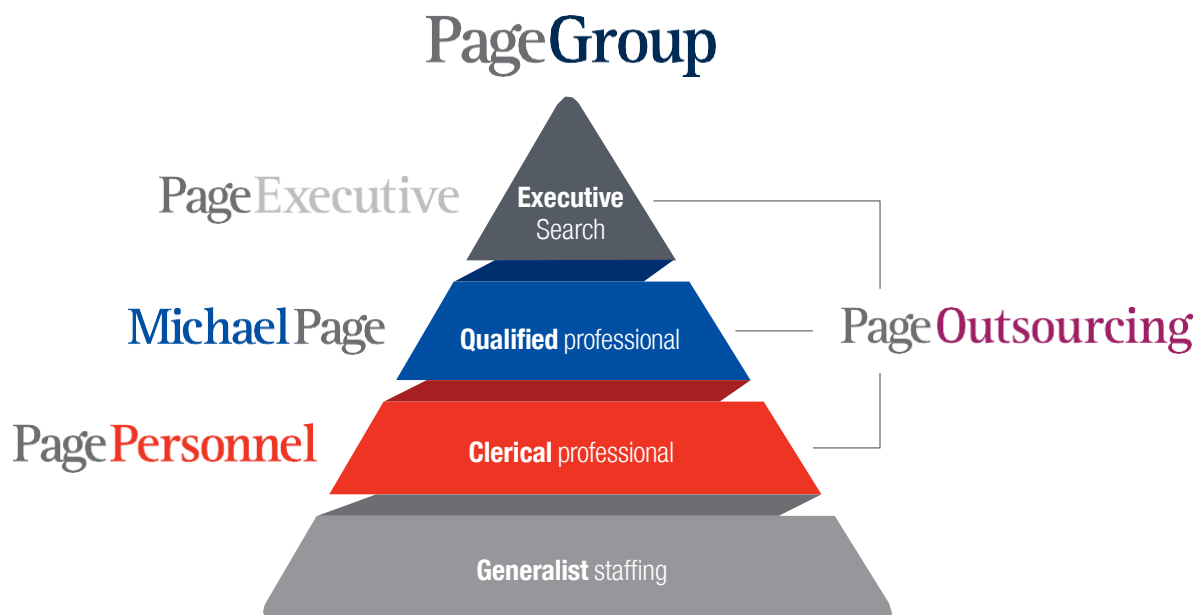 PageGroup
PageExecutive
Executive
Search
MichaelPage
Qualified professional
PageOutsourcing
PagePersonnel
Clerical professional
Generalist staffing